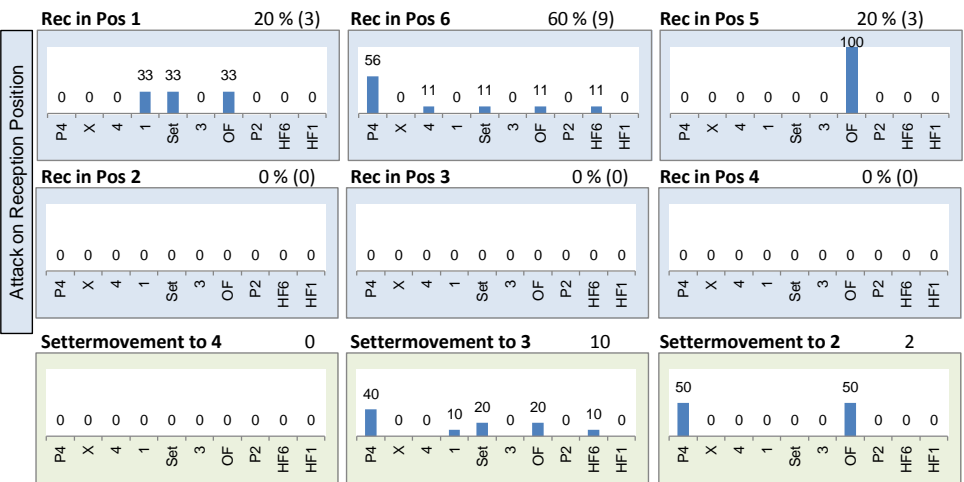 Attack on Reception Position
Rec in Pos 1 20 % (3)
33 33 33
0 0 0 0 0 0 0
P4 X 4 1 Set 3 OF P2 HF6 HF1
Rec in Pos 6 60 % (9)
56
0 11 0 11 0 11 0 11 0
P4 X 4 1 Set 3 OF P2 HF6 HF1
Rec in Pos 5 20 % (3)
100
0 0 0 0 0 0 0 0 0
P4 X 4 1 Set 3 OF P2 HF6 HF1
Rec in Pos 2 0 % (0)
0 0 0 0 0 0 0 0 0 0
P4 X 4 1 Set 3 OF P2 HF6 HF1
Rec in Pos 3 0 % (0)
0 0 0 0 0 0 0 0 0 0
P4 X 4 1 Set 3 OF P2 HF6 HF1
Rec in Pos 4 0 % (0)
0 0 0 0 0 0 0 0 0 0
P4 X 4 1 Set 3 OF P2 HF6 HF1
Settermovement to 4 0
0 0 0 0 0 0 0 0 0 0
P4 X 4 1 Set 3 OF P2 HF6 HF1
Settermovement to 3 10
40
0 0 10 20 0 20 0 10 0
P4 X 4 1 Set 3 OF P2 HF6 HF1
Settermovement to 2 2
50 50
0 0 0 0 0 0 0 0
P4 X 4 1 Set 3 OF P2 HF6 HF1